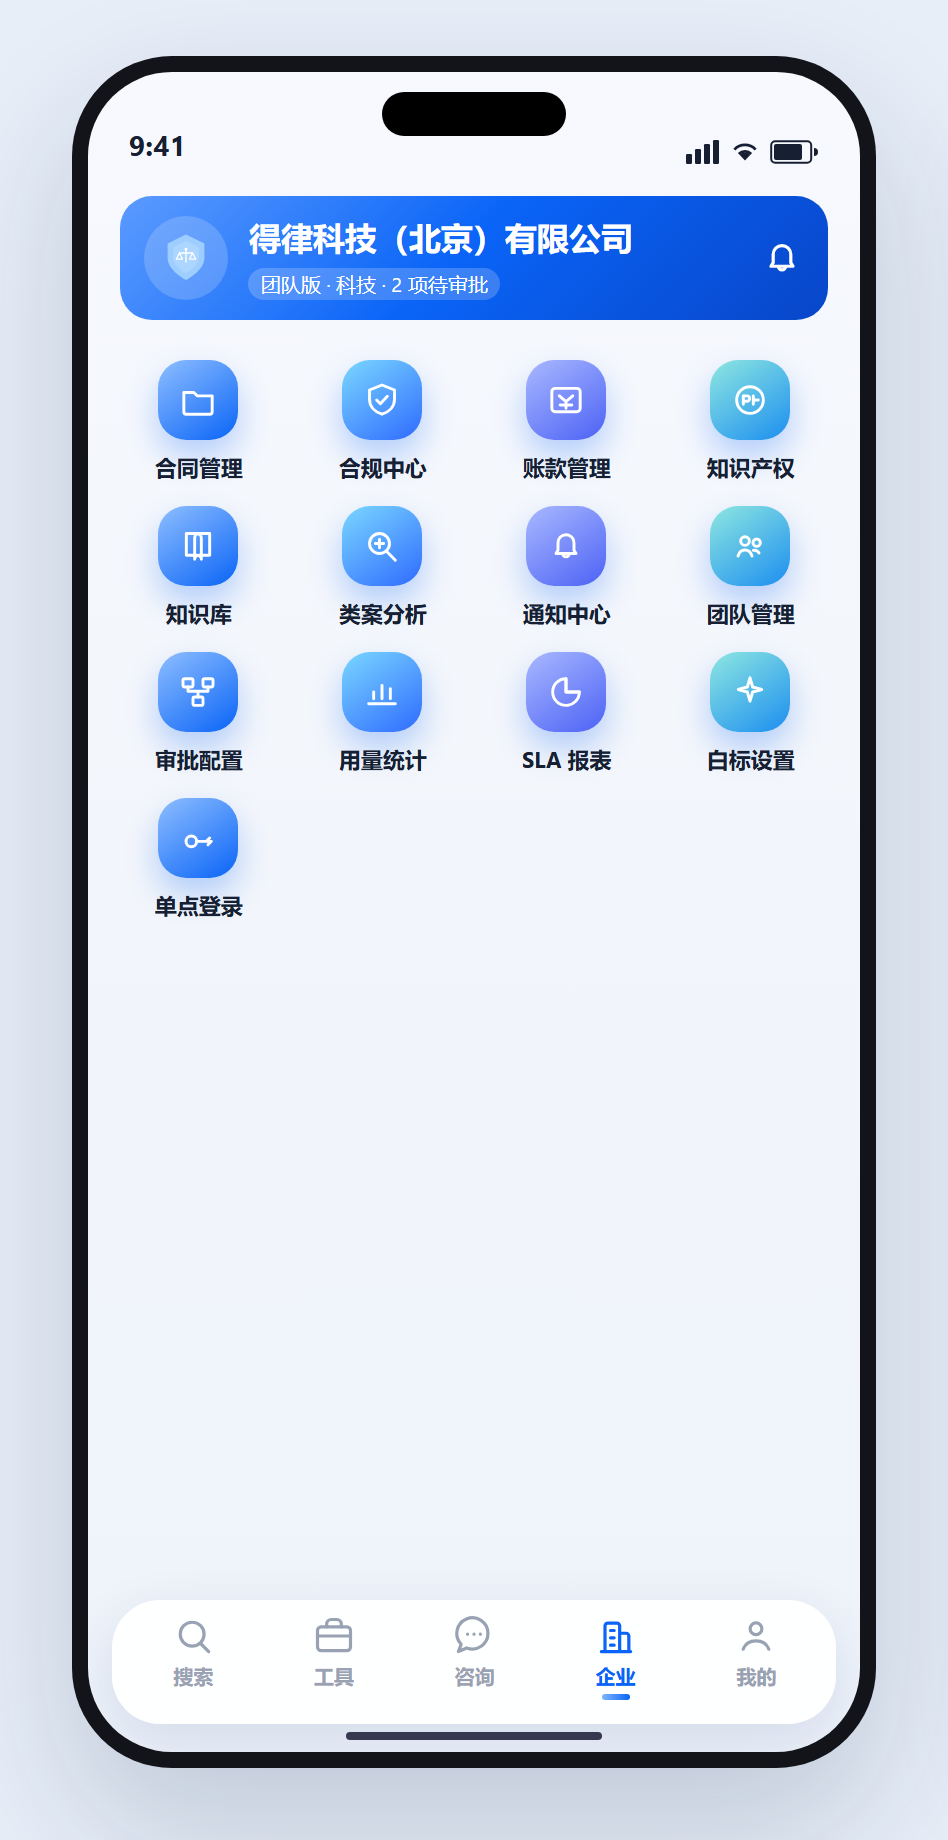 9:41
得律科技（北京）有限公司
团队版 · 科技 · 2 项待审批
合同管理 合规中心 账款管理 知识产权
知识库 类案分析 通知中心 团队管理
审批配置 用量统计 SLA 报表 白标设置
单点登录
搜索 工具 咨询 企业 我的